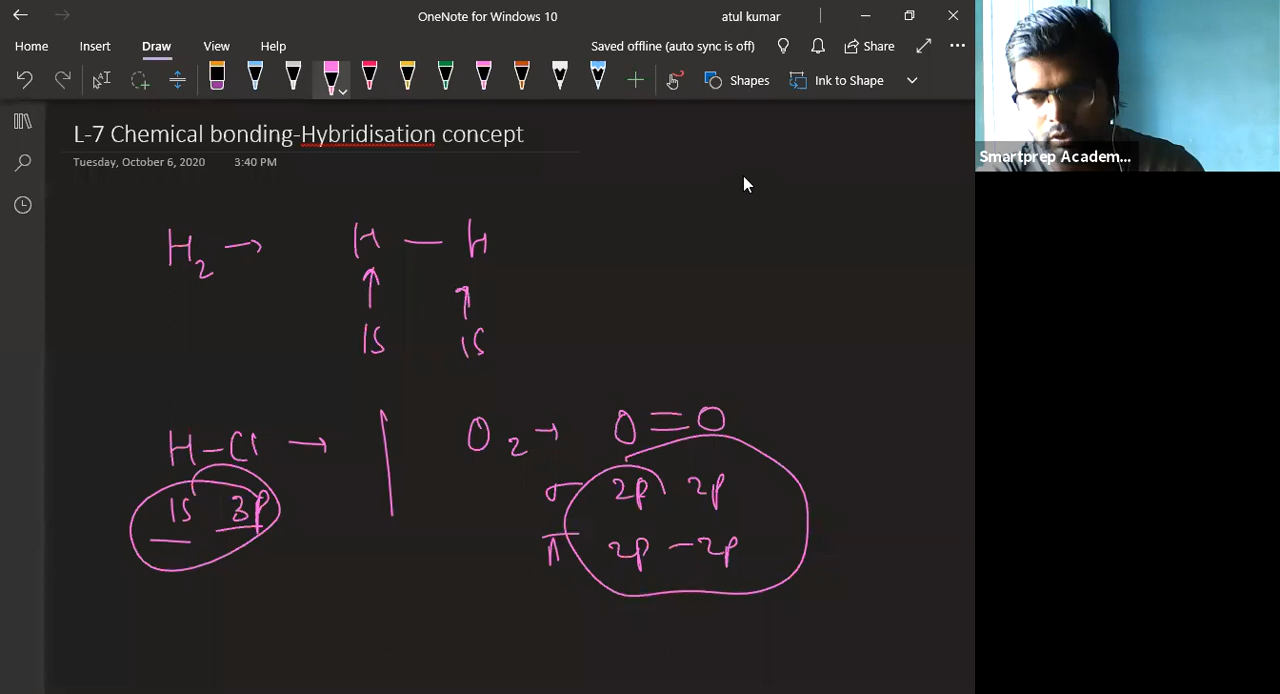 OneNote for Windows 10
atul kumar
Home Insert Draw View Help
Saved offline (auto sync is off)
Share
Shapes
Ink to Shape
Smartprep Academ...
L-7 Chemical bonding-Hybridisation concept
Tuesday, October 6, 2020 3:40 PM
H2 → H — H
↑ ↑
1S 1S
H-Cl →
1S 3p
O2 → O=O
σ 2p 2p
π 2p - 2p